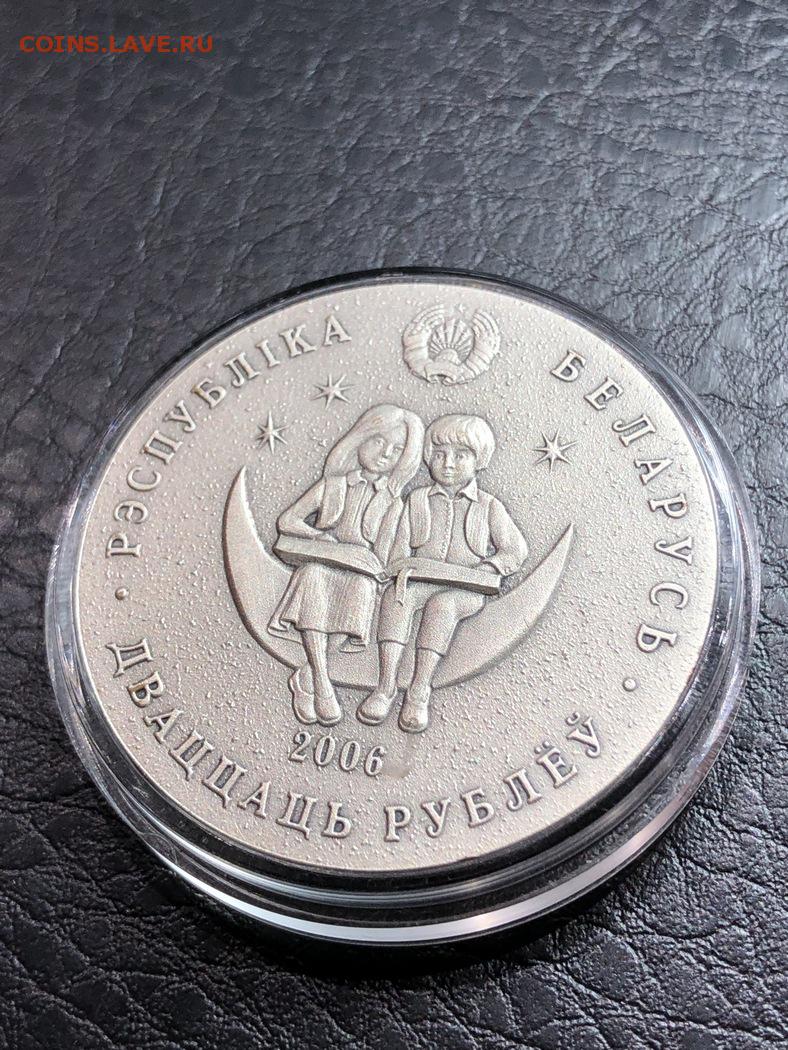 COINS.LAVE.RU
РЭСПУБЛІКА БЕЛАРУСЬ
2006
· ДВАЦЦАЦЬ РУБЛЁЎ ·